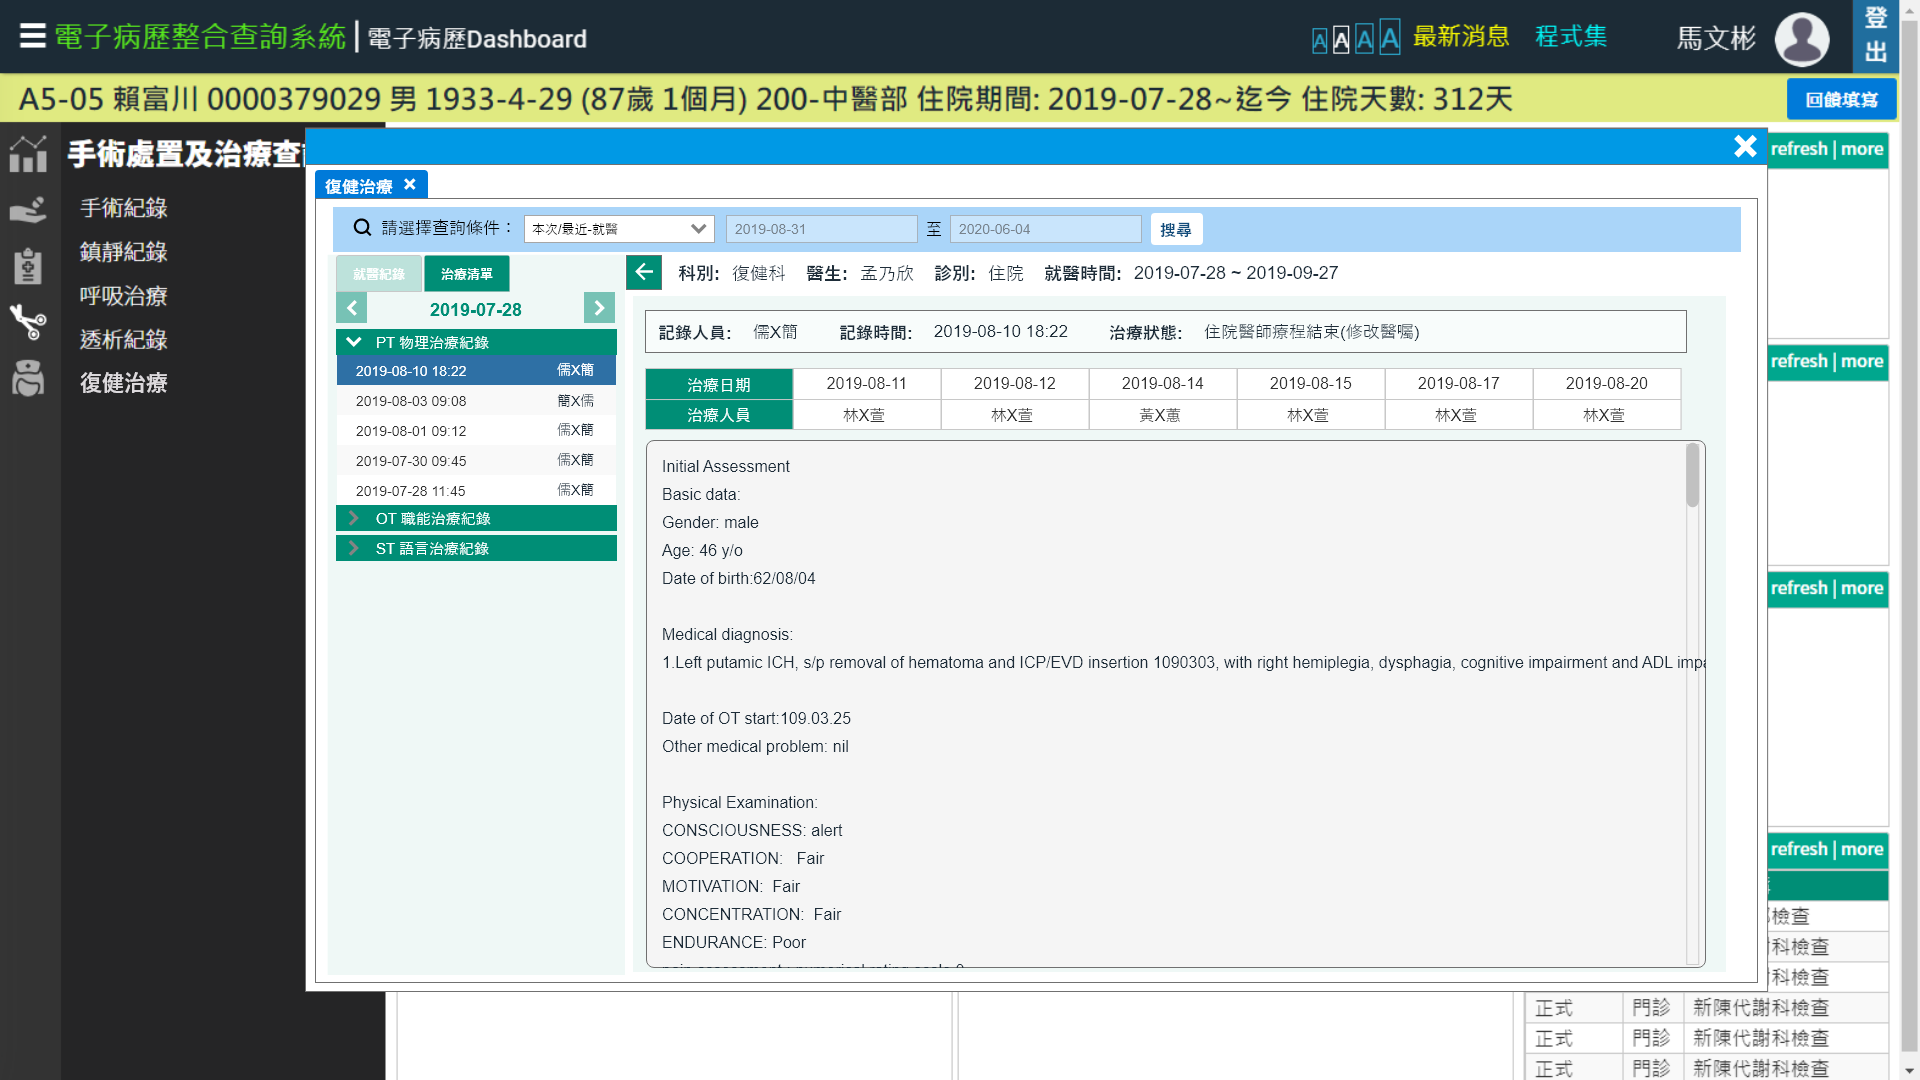 電子病歷整合查詢系統 | 電子病歷Dashboard
A A A A 最新消息 程式集 馬文彬 登出
A5-05 賴富川 0000379029 男 1933-4-29 (87歲 1個月) 200-中醫部 住院期間: 2019-07-28~迄今 住院天數: 312天 回饋填寫
手術處置及治療查
手術紀錄
鎮靜紀錄
呼吸治療
透析紀錄
復健治療
復健治療
請選擇查詢條件： 本次/最近-就醫 2019-08-31 至 2020-06-04 搜尋
就醫紀錄 治療清單
2019-07-28
PT 物理治療紀錄
2019-08-10 18:22 儒X簡
2019-08-03 09:08 簡X儒
2019-08-01 09:12 儒X簡
2019-07-30 09:45 儒X簡
2019-07-28 11:45 儒X簡
OT 職能治療紀錄
ST 語言治療紀錄
科別: 復健科 醫生: 孟乃欣 診別: 住院 就醫時間: 2019-07-28 ~ 2019-09-27
記錄人員: 儒X簡 記錄時間: 2019-08-10 18:22 治療狀態: 住院醫師療程結束(修改醫囑)
治療日期 2019-08-11 2019-08-12 2019-08-14 2019-08-15 2019-08-17 2019-08-20
治療人員 林X萱 林X萱 黃X蕙 林X萱 林X萱 林X萱
Initial Assessment
Basic data:
Gender: male
Age: 46 y/o
Date of birth:62/08/04
Medical diagnosis:
1.Left putamic ICH, s/p removal of hematoma and ICP/EVD insertion 1090303, with right hemiplegia, dysphagia, cognitive impairment and ADL impa
Date of OT start:109.03.25
Other medical problem: nil
Physical Examination:
CONSCIOUSNESS: alert
COOPERATION: Fair
MOTIVATION: Fair
CONCENTRATION: Fair
ENDURANCE: Poor
refresh | more
refresh | more
refresh | more
refresh | more
檢查
科檢查
科檢查
正式 門診 新陳代謝科檢查
正式 門診 新陳代謝科檢查
正式 門診 新陳代謝科檢查